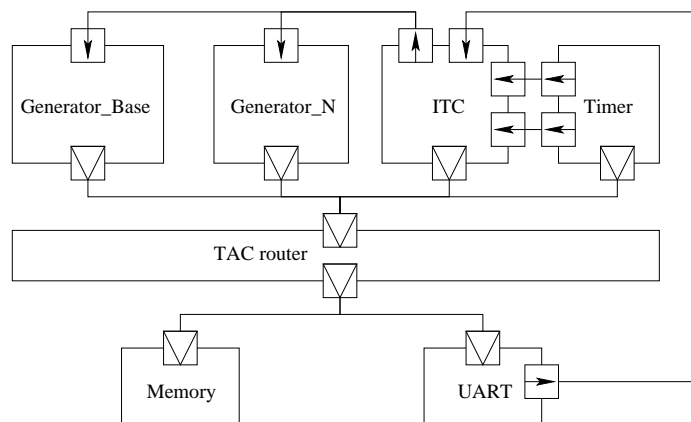 Generator_Base
Generator_N
ITC
Timer
TAC router
Memory
UART